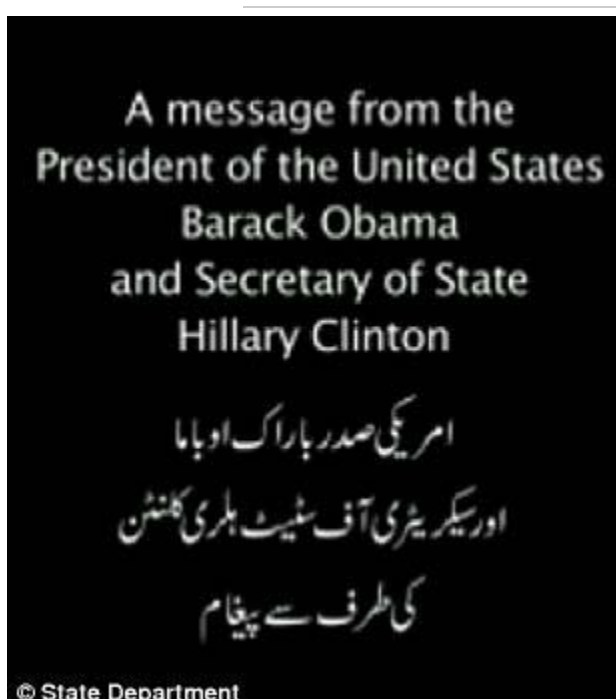 A message from the
President of the United States
Barack Obama
and Secretary of State
Hillary Clinton
امریکی صدر باراک اوباما
اور سیکریٹری آف سٹیٹ ہلری کلنٹن
کی طرف سے پیغام
© State Department